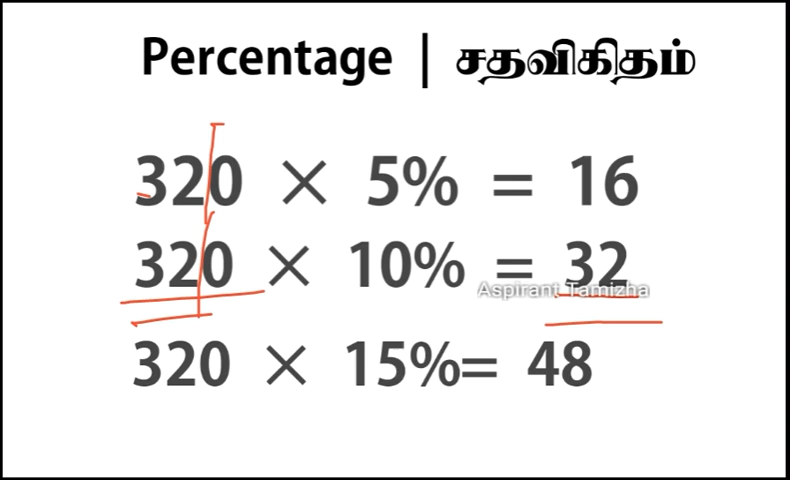 Percentage | சதவிகிதம்
320 × 5% = 16
320 × 10% = 32
Aspirant Tamizha
320 × 15%= 48